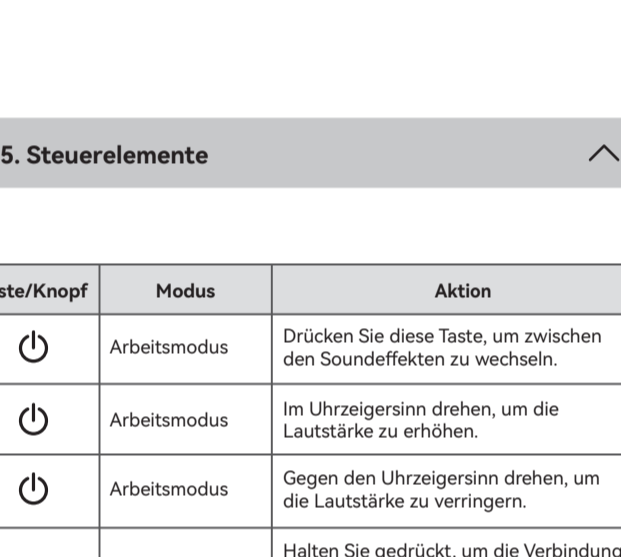 5. Steuerelemente
ste/Knopf Modus Aktion
Arbeitsmodus Drücken Sie diese Taste, um zwischen
den Soundeffekten zu wechseln.
Arbeitsmodus Im Uhrzeigersinn drehen, um die
Lautstärke zu erhöhen.
Arbeitsmodus Gegen den Uhrzeigersinn drehen, um
die Lautstärke zu verringern.
Halten Sie gedrückt, um die Verbindung